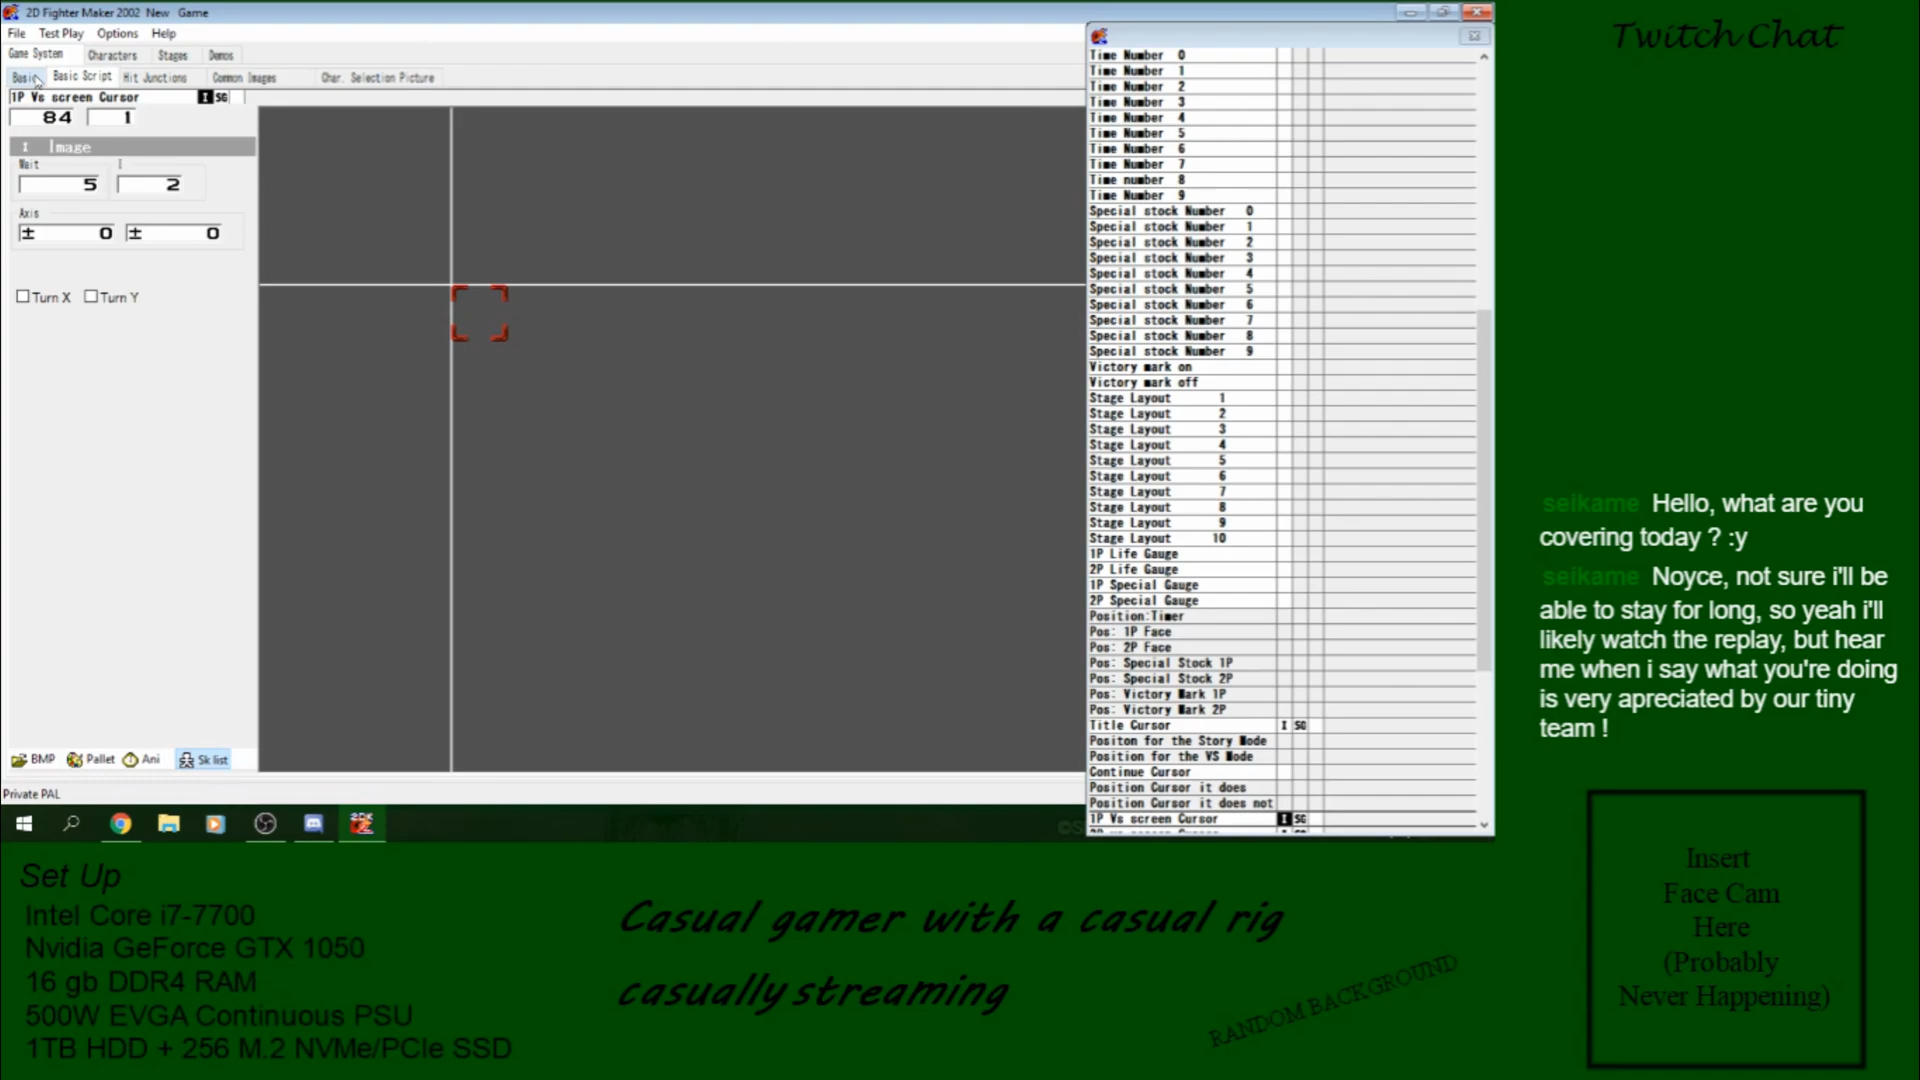 2D Fighter Maker 2002 New Game
File Test Play Options Help
Game System Characters Stages Demos
Basic Basic Script Hit Junctions Common Images Char. Selection Picture
1P Vs screen Cursor I SG
84 1
I Image
Wait I
5 2
Axis
± 0 ± 0
Turn X Turn Y
BMP Pallet Ani Sk list
Private PAL
Time Number 0
Time Number 1
Time Number 2
Time Number 3
Time Number 4
Time Number 5
Time Number 6
Time Number 7
Time number 8
Time Number 9
Special stock Number 0
Special stock Number 1
Special stock Number 2
Special stock Number 3
Special stock Number 4
Special stock Number 5
Special stock Number 6
Special stock Number 7
Special stock Number 8
Special stock Number 9
Victory mark on
Victory mark off
Stage Layout 1
Stage Layout 2
Stage Layout 3
Stage Layout 4
Stage Layout 5
Stage Layout 6
Stage Layout 7
Stage Layout 8
Stage Layout 9
Stage Layout 10
1P Life Gauge
2P Life Gauge
1P Special Gauge
2P Special Gauge
Position:Timer
Pos: 1P Face
Pos: 2P Face
Pos: Special Stock 1P
Pos: Special Stock 2P
Pos: Victory Mark 1P
Pos: Victory Mark 2P
Title Cursor I SG
Positon for the Story Mode
Position for the VS Mode
Continue Cursor
Position Cursor it does
Position Cursor it does not
1P Vs screen Cursor I SG
Twitch Chat
seikame Hello, what are you
covering today ? :y
seikame Noyce, not sure i'll be
able to stay for long, so yeah i'll
likely watch the replay, but hear
me when i say what you're doing
is very apreciated by our tiny
team !
Set Up
Intel Core i7-7700
Nvidia GeForce GTX 1050
16 gb DDR4 RAM
500W EVGA Continuous PSU
1TB HDD + 256 M.2 NVMe/PCIe SSD
Casual gamer with a casual rig
casually streaming
RANDOM BACKGROUND
Insert
Face Cam
Here
(Probably
Never Happening)